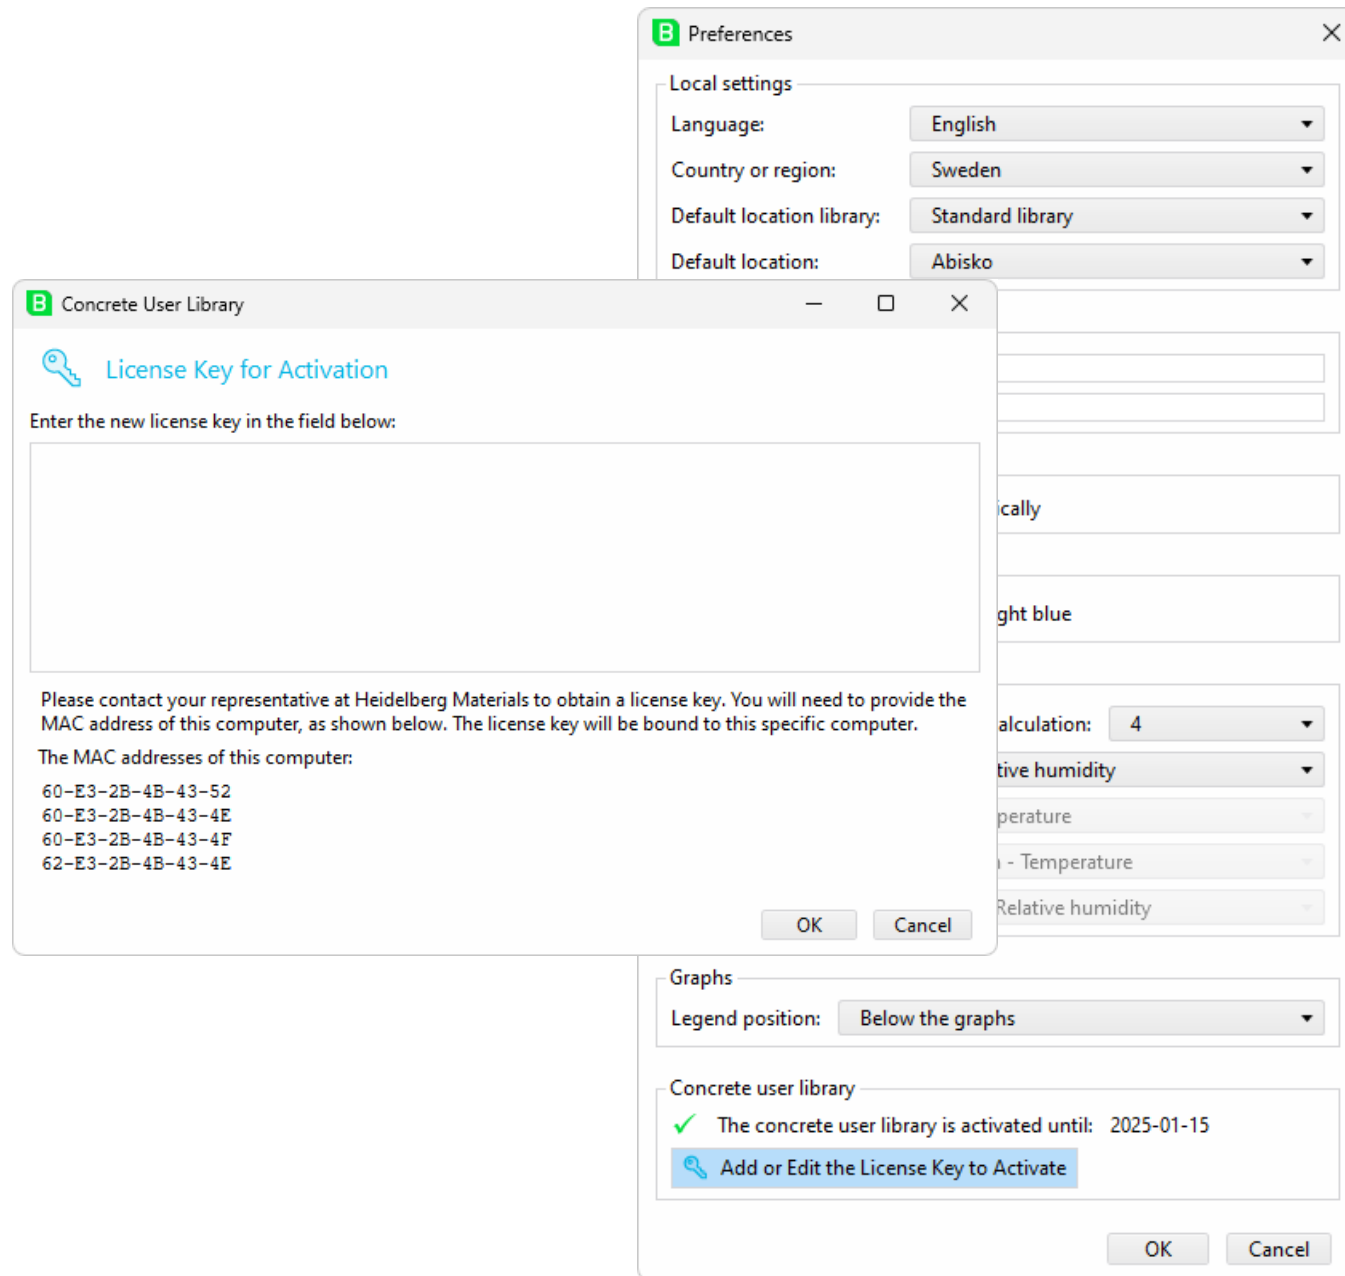 B Preferences
Local settings
Language: English
Country or region: Sweden
Default location library: Standard library
Default location: Abisko
B Concrete User Library
License Key for Activation
Enter the new license key in the field below:
Please contact your representative at Heidelberg Materials to obtain a license key. You will need to provide the
MAC address of this computer, as shown below. The license key will be bound to this specific computer.
The MAC addresses of this computer:
60-E3-2B-4B-43-52
60-E3-2B-4B-43-4E
60-E3-2B-4B-43-4F
62-E3-2B-4B-43-4E
OK Cancel
ically
ght blue
alculation: 4
tive humidity
perature
- Temperature
Relative humidity
Graphs
Legend position: Below the graphs
Concrete user library
The concrete user library is activated until: 2025-01-15
Add or Edit the License Key to Activate
OK Cancel